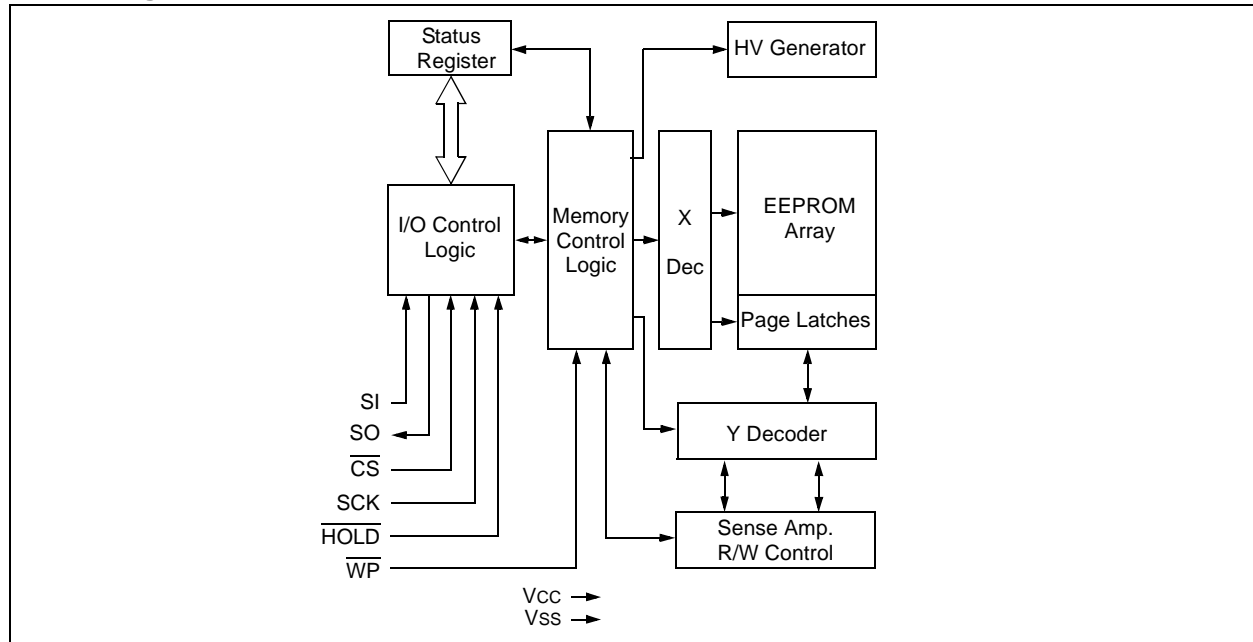 Status
Register
HV Generator
I/O Control
Logic
Memory
Control
Logic
X
Dec
EEPROM
Array
Page Latches
SI
SO
CS
SCK
HOLD
WP
Y Decoder
Sense Amp.
R/W Control
VCC
VSS